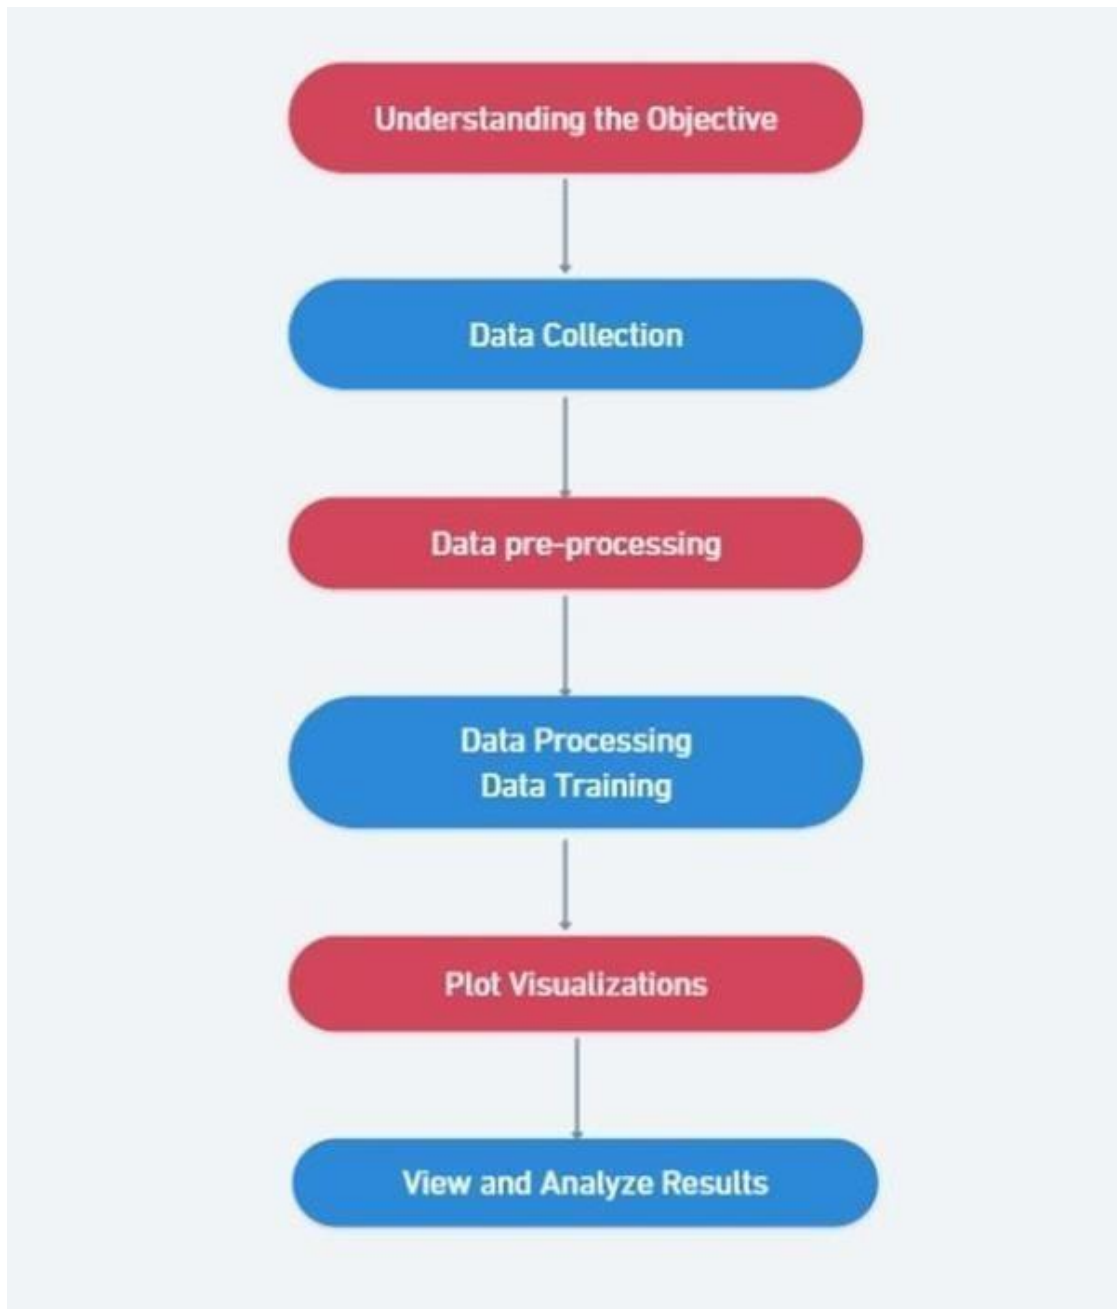 Understanding the Objective
Data Collection
Data pre-processing
Data Processing
Data Training
Plot Visualizations
View and Analyze Results